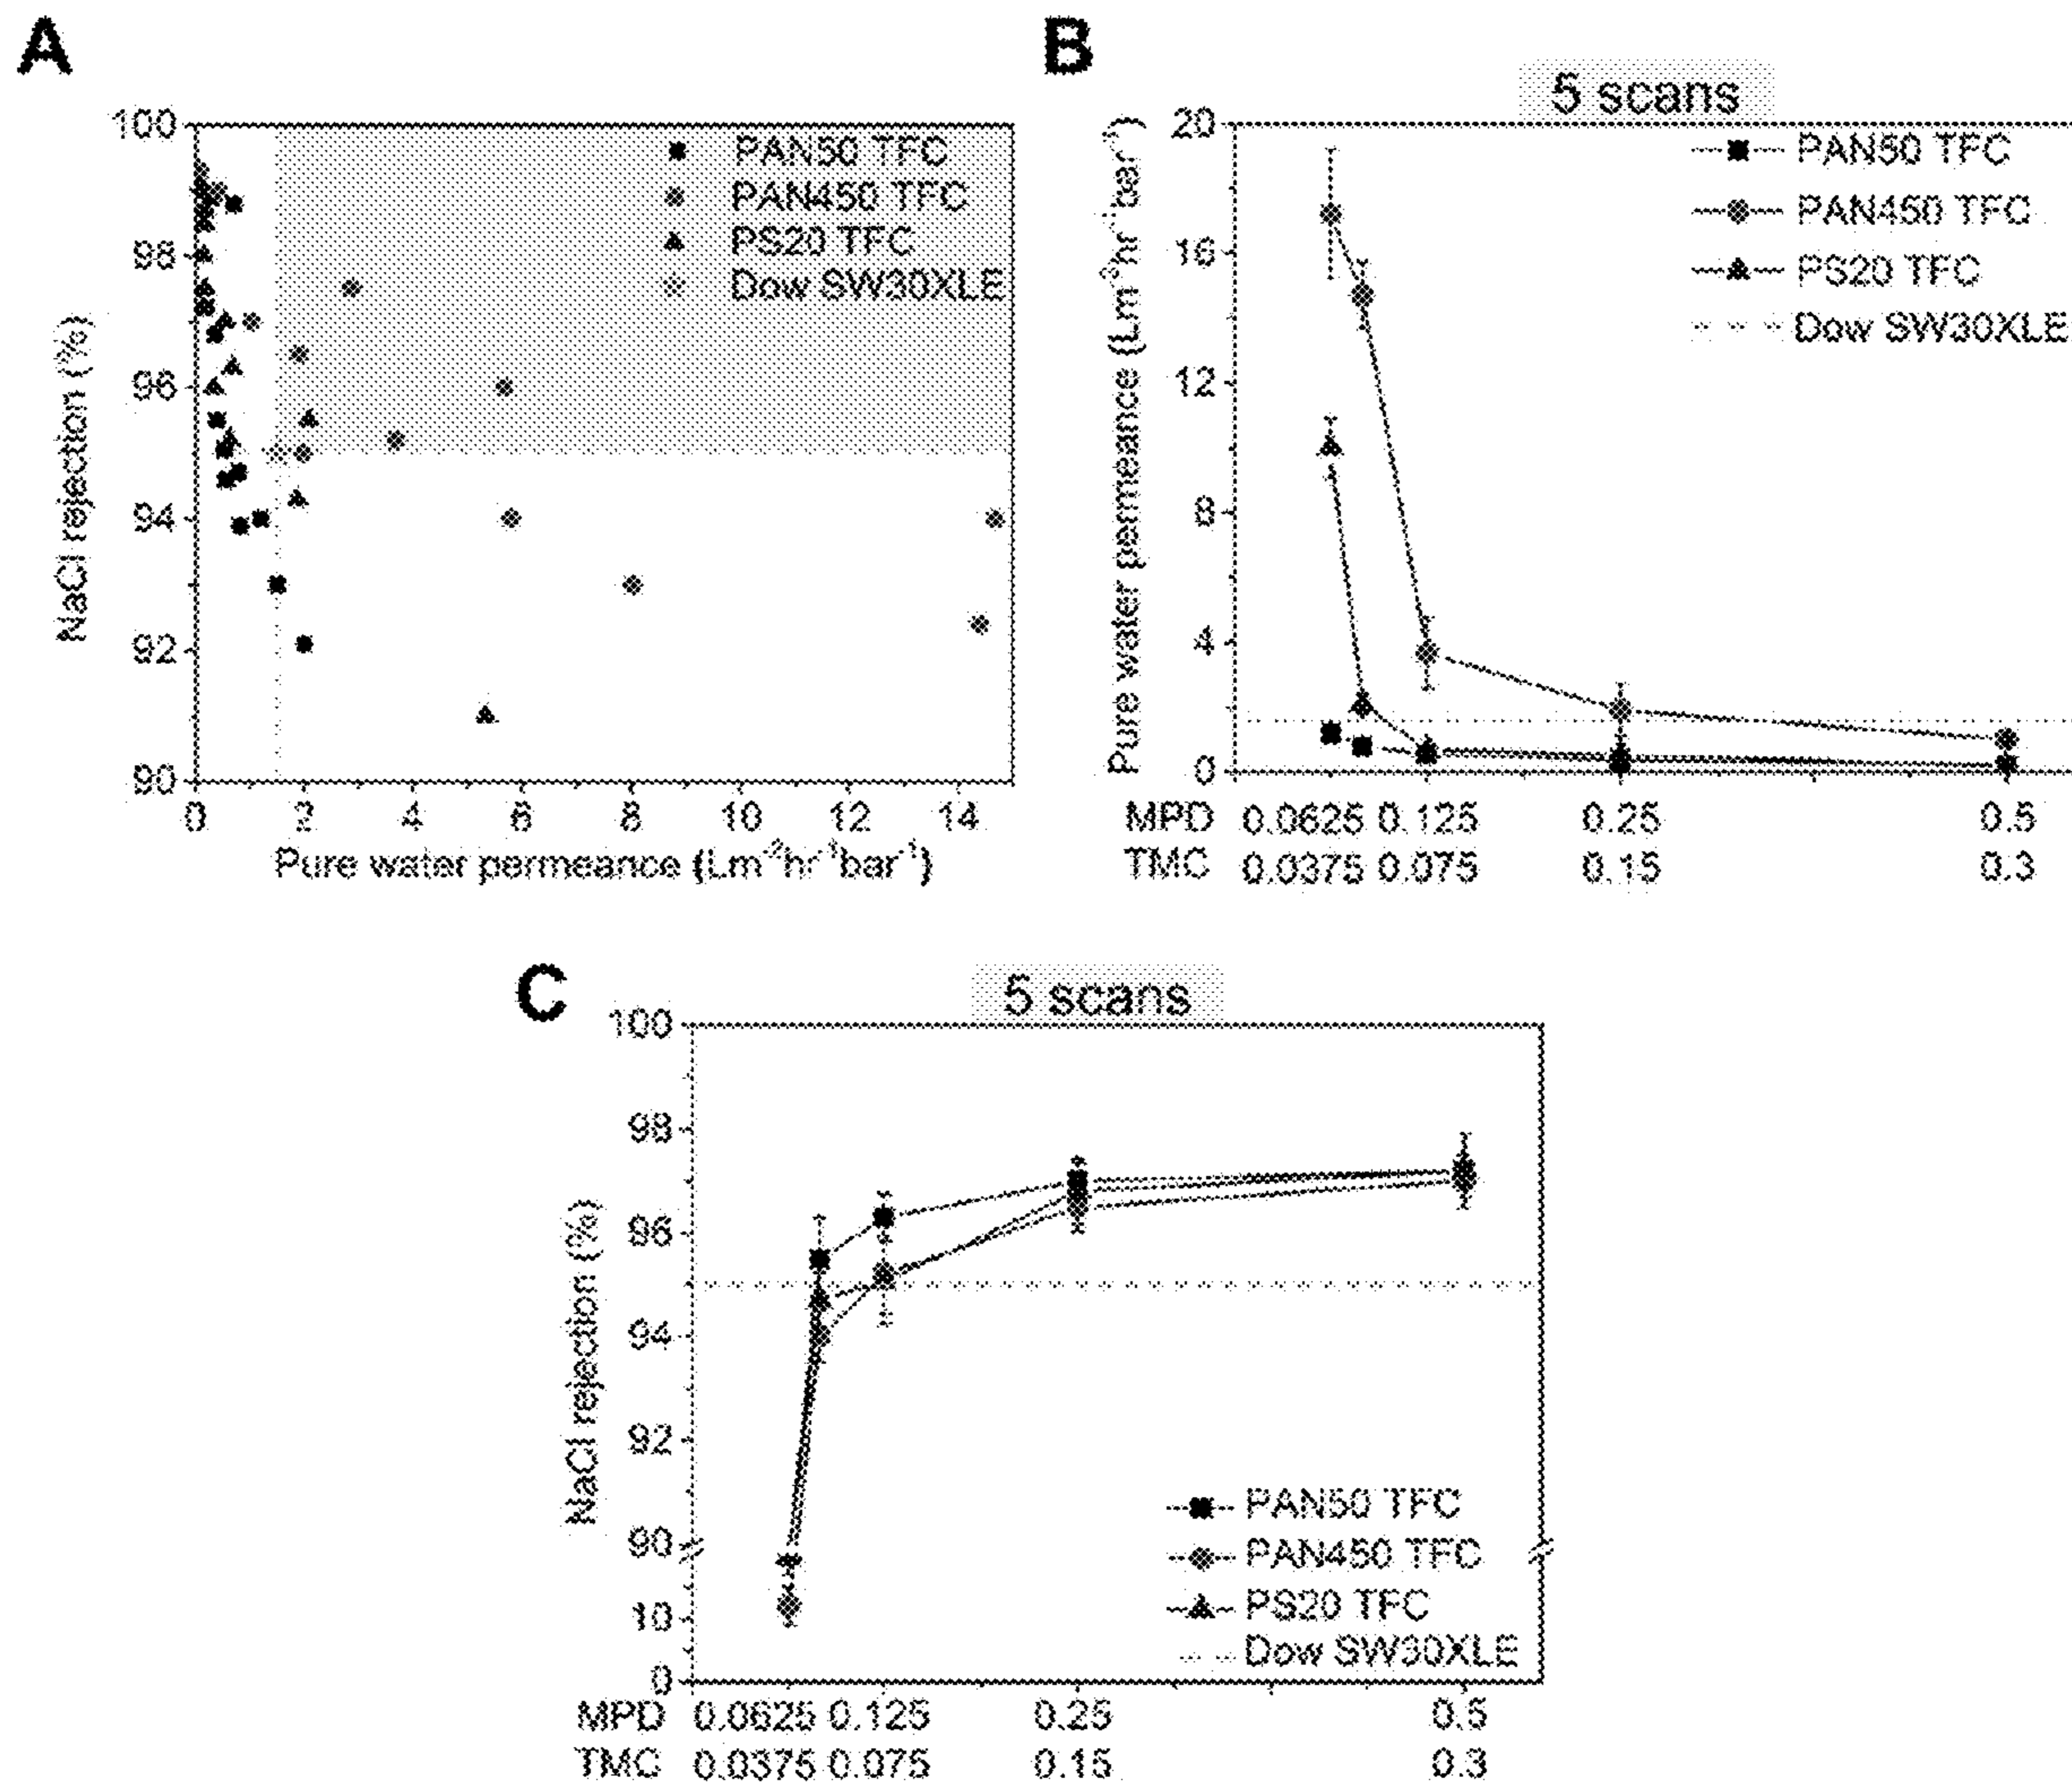 A
100
98
96
94
92
90
NaCl rejection (%)
PAN50 TFC
PAN450 TFC
PS20 TFC
Dow SW30XLE
0 2 4 6 8 10 12 14
Pure water permeance (Lm⁻²hr⁻¹bar⁻¹)
B
5 scans
20
16
12
8
4
0
Pure water permeance (Lm⁻³hr⁻¹bar⁻¹)
PAN50 TFC
PAN450 TFC
PS20 TFC
Dow SW30XLE
MPD 0.0625 0.125 0.25 0.5
TMC 0.0375 0.075 0.15 0.3
C
5 scans
100
98
96
94
92
90
10
0
NaCl rejection (%)
PAN50 TFC
PAN450 TFC
PS20 TFC
Dow SW30XLE
MPD 0.0625 0.125 0.25 0.5
TMC 0.0375 0.075 0.15 0.3